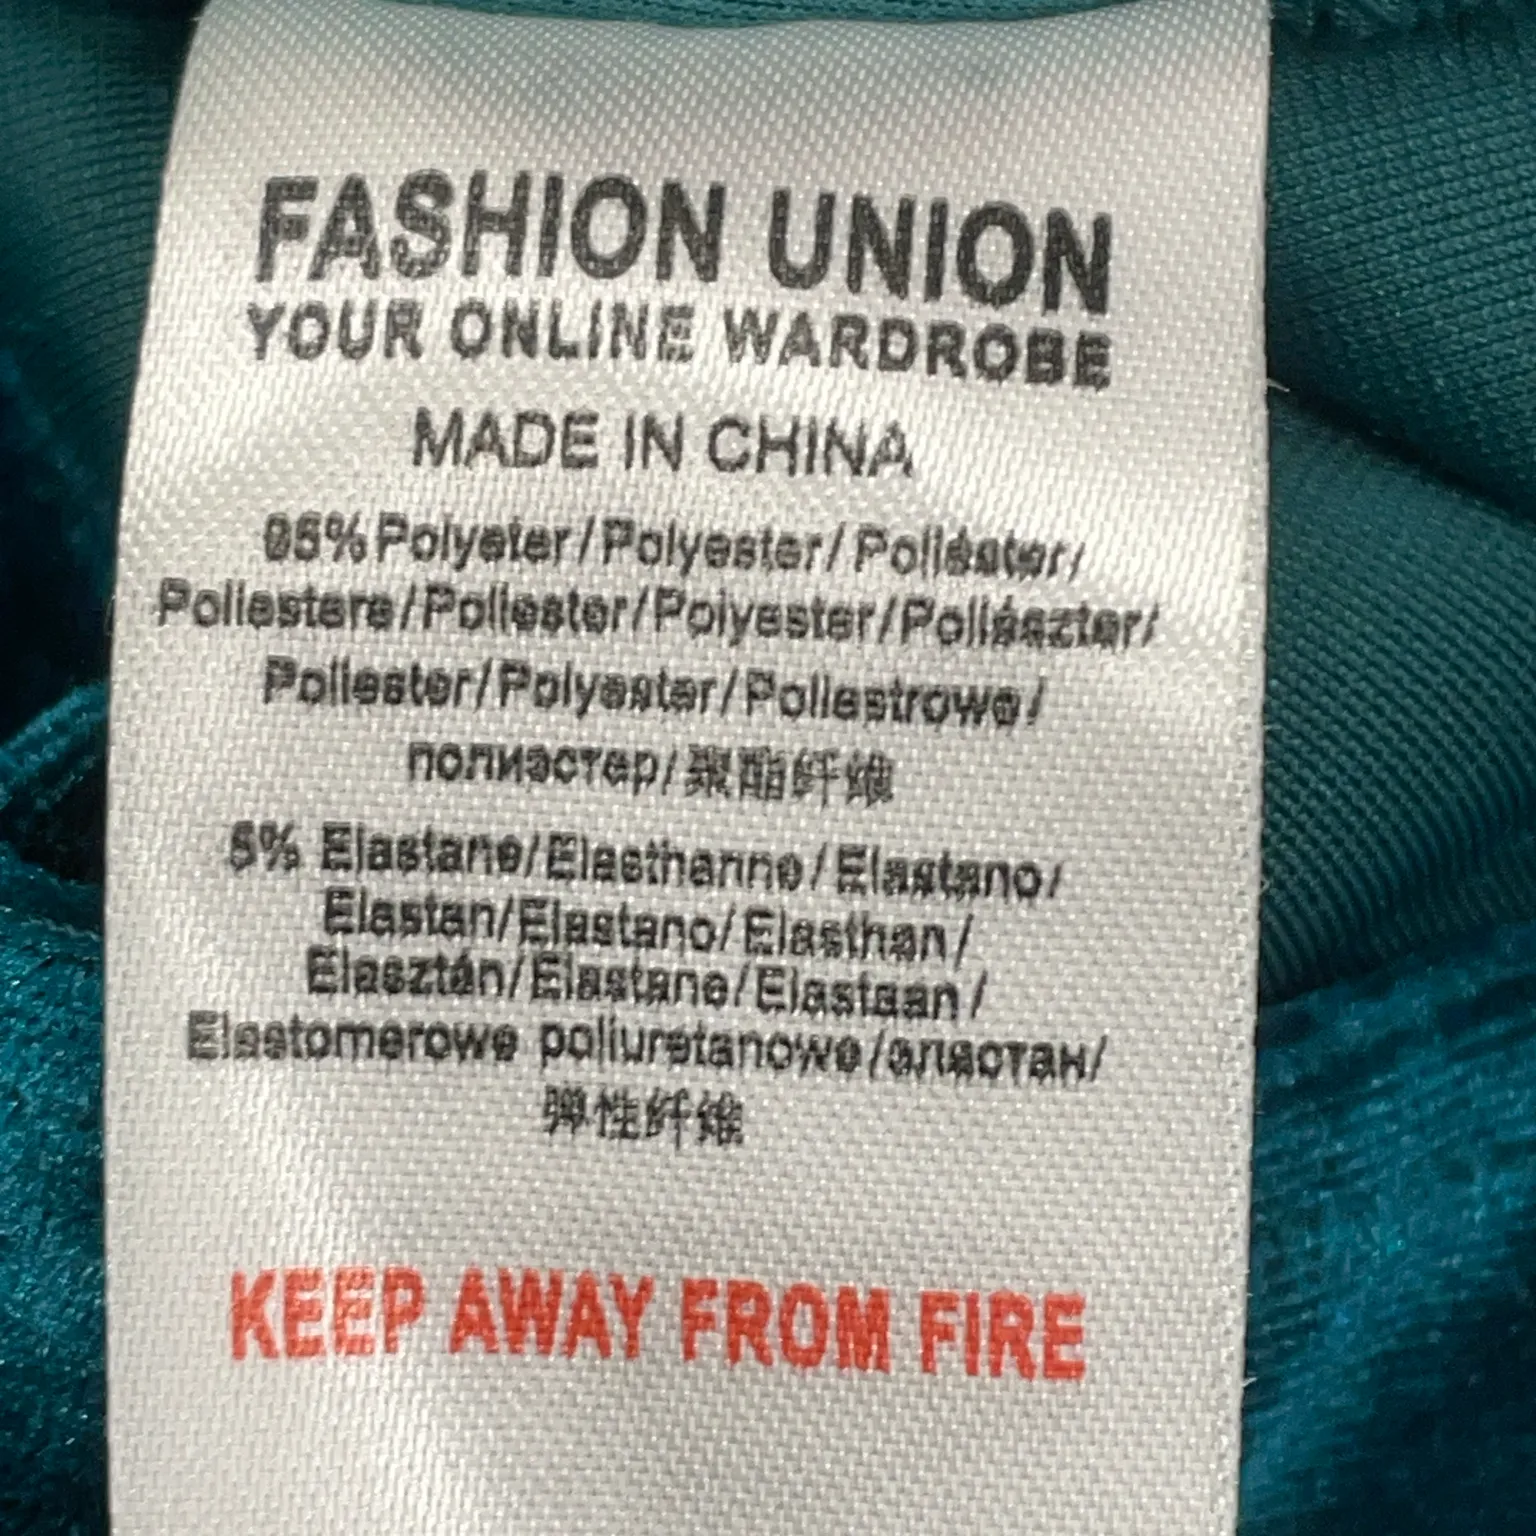 FASHION UNION
YOUR ONLINE WARDROBE
MADE IN CHINA
95% Polyeter/Polyester/Poliéster/
Poliestere/Poliester/Polyester/Poliészter/
Poliester/Polyester/Poliestrowe/
полиэстер/聚酯纤维
5% Elastane/Elasthanne/Elastano/
Elastan/Elastano/Elasthan/
Elasztán/Elastane/Elastaan/
Elastomerowe poliuretanowe/эластан/
弹性纤维
KEEP AWAY FROM FIRE